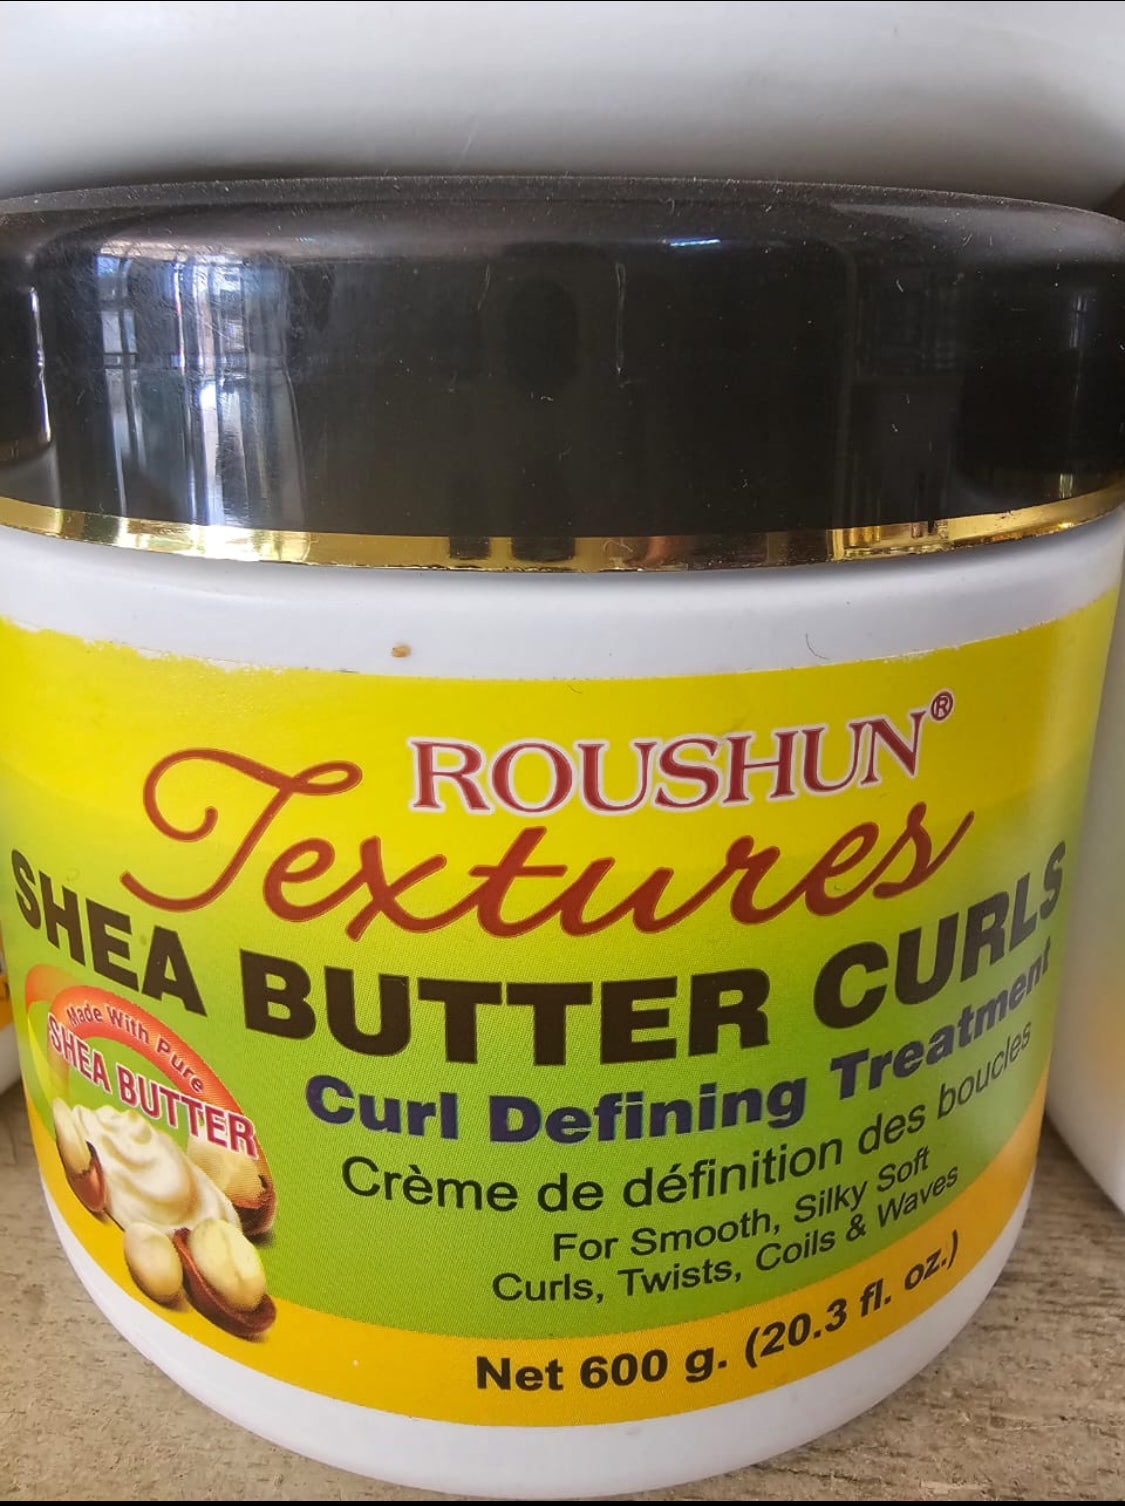 ROUSHUN®
Textures
SHEA BUTTER CURLS
Made With Pure
SHEA BUTTER
Curl Defining Treatment
Crème de définition des boucles
For Smooth, Silky Soft
Curls, Twists, Coils & Waves
Net 600 g. (20.3 fl. oz.)